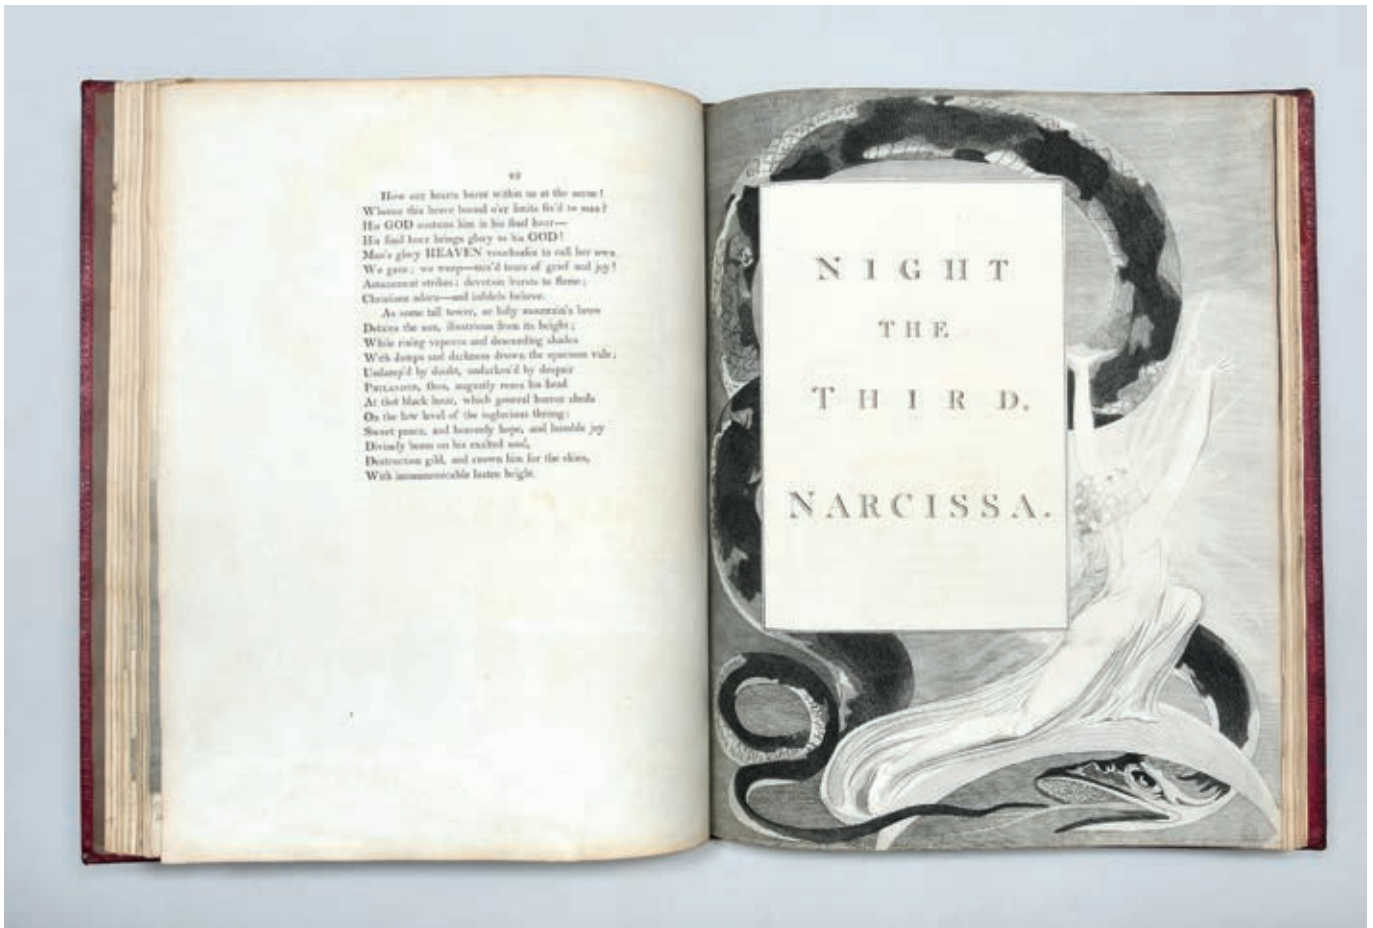 How our hearts burnt within us at the scene!
Whence this brave bound o'er limits fix'd to man?
His GOD sustains him in his final hour—
His final hour brings glory to his GOD!
Man's glory HEAVEN vouchsafes to call her own.
We gaze; we weep—mix'd tears of grief and joy!
Amazement strikes; devotion bursts to flame;
Christians adore—and infidels believe.
As some tall tower, or lofty mountain's brow
Detains the sun, illustrious from its height;
While rising vapours and descending shades
With damps and darkness drown the spacious vale;
Undamp'd by doubt, undarken'd by despair
PHILANDER, thus, augustly rears his head
At that black hour, which general horror sheds
On the low level of the inglorious throng:
Sweet peace, and heavenly hope, and humble joy
Divinely beam on his exalted soul,
Destruction gild, and crown him for the skies,
With incommunicable lustre bright.
NIGHT
THE
THIRD.
NARCISSA.